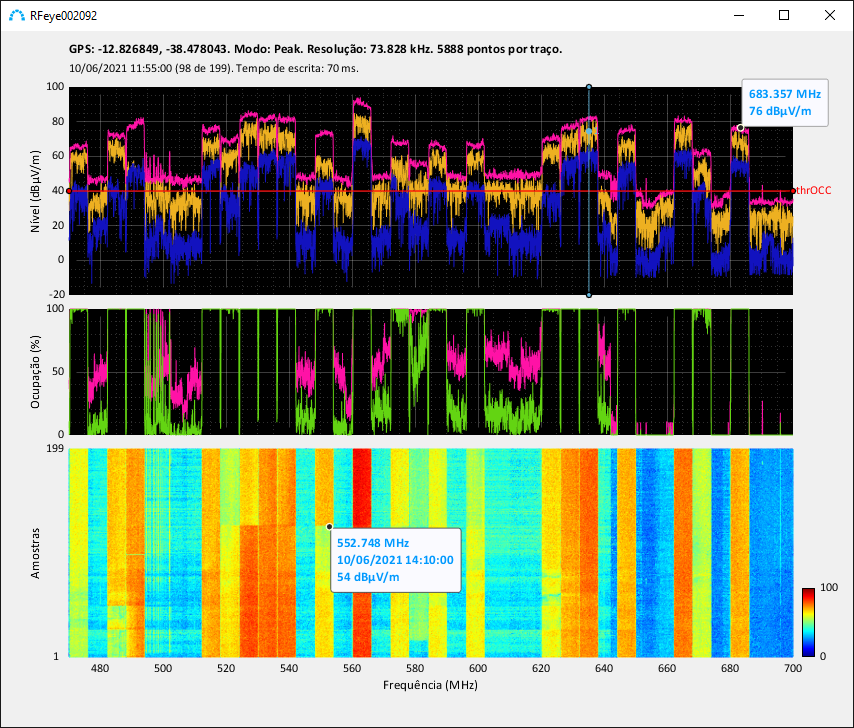 RFeye002092
GPS: -12.826849, -38.478043. Modo: Peak. Resolução: 73.828 kHz. 5888 pontos por traço.
10/06/2021 11:55:00 (98 de 199). Tempo de escrita: 70 ms.
Nível (dBµV/m)
100
80
60
40
20
0
-20
683.357 MHz
76 dBµV/m
thrOCC
Ocupação (%)
100
50
0
Amostras
199
1
552.748 MHz
10/06/2021 14:10:00
54 dBµV/m
100
0
480 500 520 540 560 580 600 620 640 660 680 700
Frequência (MHz)